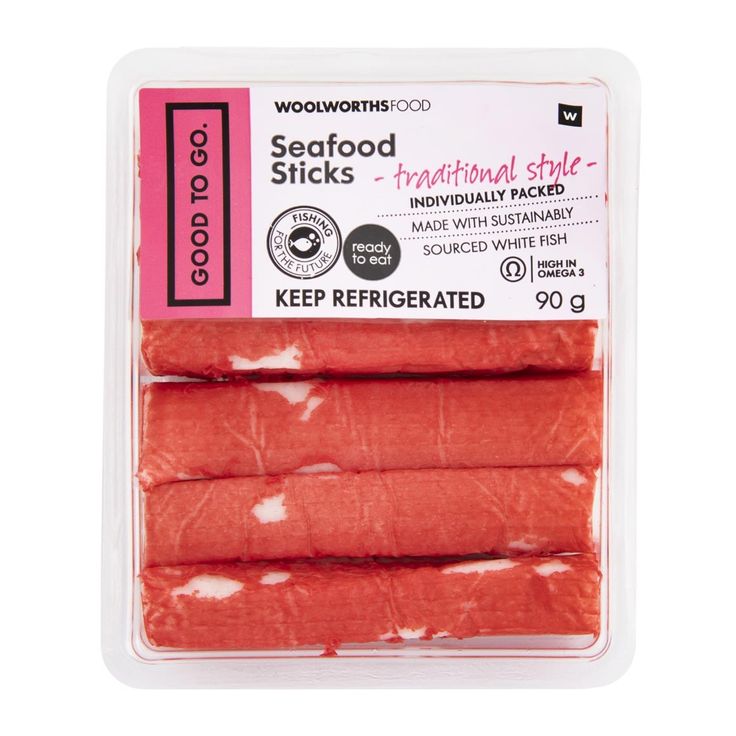 GOOD TO GO.
WOOLWORTHSFOOD
W
Seafood
Sticks - traditional style -
INDIVIDUALLY PACKED
MADE WITH SUSTAINABLY
SOURCED WHITE FISH
FISHING
FOR THE FUTURE
ready
to eat
HIGH IN
OMEGA 3
KEEP REFRIGERATED 90 g